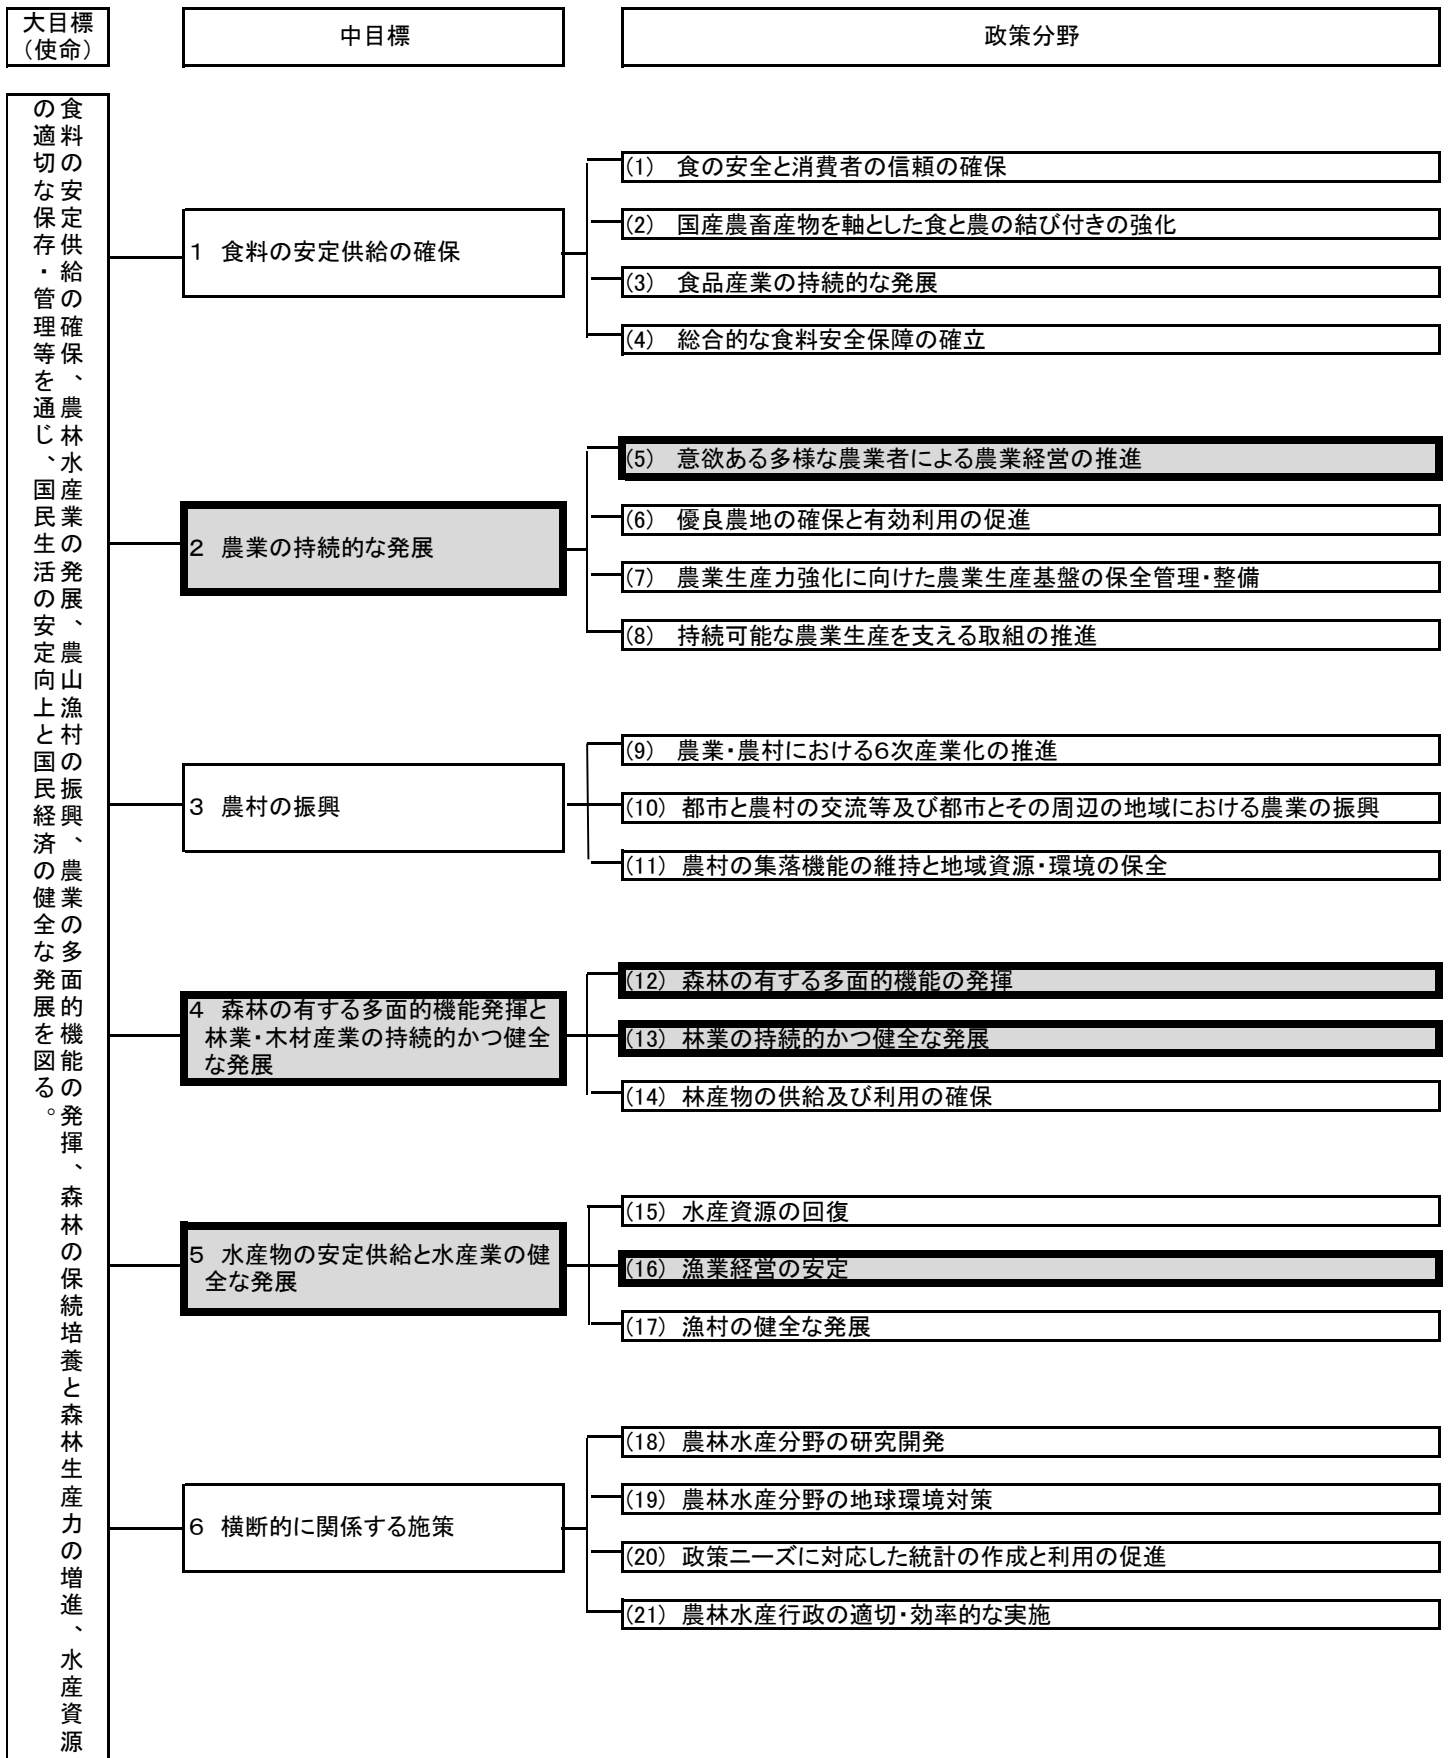 大目標
（使命）
中目標
政策分野
食料の安定供給の確保、農林水産業の発展、農山漁村の振興、農業の多面的機能の発揮、森林の保続培養と森林生産力の増進、水産資源
の適切な保存・管理等を通じ、国民生活の安定向上と国民経済の健全な発展を図る。
1 食料の安定供給の確保
(1) 食の安全と消費者の信頼の確保
(2) 国産農畜産物を軸とした食と農の結び付きの強化
(3) 食品産業の持続的な発展
(4) 総合的な食料安全保障の確立
2 農業の持続的な発展
(5) 意欲ある多様な農業者による農業経営の推進
(6) 優良農地の確保と有効利用の促進
(7) 農業生産力強化に向けた農業生産基盤の保全管理・整備
(8) 持続可能な農業生産を支える取組の推進
3 農村の振興
(9) 農業・農村における6次産業化の推進
(10) 都市と農村の交流等及び都市とその周辺の地域における農業の振興
(11) 農村の集落機能の維持と地域資源・環境の保全
4 森林の有する多面的機能発揮と
林業・木材産業の持続的かつ健全
な発展
(12) 森林の有する多面的機能の発揮
(13) 林業の持続的かつ健全な発展
(14) 林産物の供給及び利用の確保
5 水産物の安定供給と水産業の健
全な発展
(15) 水産資源の回復
(16) 漁業経営の安定
(17) 漁村の健全な発展
6 横断的に関係する施策
(18) 農林水産分野の研究開発
(19) 農林水産分野の地球環境対策
(20) 政策ニーズに対応した統計の作成と利用の促進
(21) 農林水産行政の適切・効率的な実施